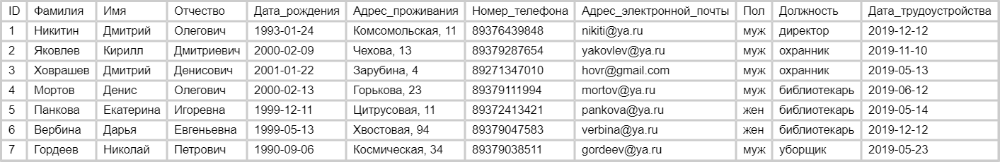 ID Фамилия Имя Отчество Дата_рождения Адрес_проживания Номер_телефона Адрес_электронной_почты Пол Должность Дата_трудоустройства
1 Никитин Дмитрий Олегович 1993-01-24 Комсомольская, 11 89376439848 nikiti@ya.ru муж директор 2019-12-12
2 Яковлев Кирилл Дмитриевич 2000-02-09 Чехова, 13 89379287654 yakovlev@ya.ru муж охранник 2019-11-10
3 Ховрашев Дмитрий Денисович 2001-01-22 Зарубина, 4 89271347010 hovr@gmail.com муж охранник 2019-05-13
4 Мортов Денис Олегович 2000-02-13 Горькова, 23 89379111994 mortov@ya.ru муж библиотекарь 2019-06-12
5 Панкова Екатерина Игоревна 1999-12-11 Цитрусовая, 11 89372413421 pankova@ya.ru жен библиотекарь 2019-05-14
6 Вербина Дарья Евгеньевна 1999-05-13 Хвостовая, 94 89379047583 verbina@ya.ru жен библиотекарь 2019-12-12
7 Гордеев Николай Петрович 1990-09-06 Космическая, 34 89379038511 gordeev@ya.ru муж уборщик 2019-05-23